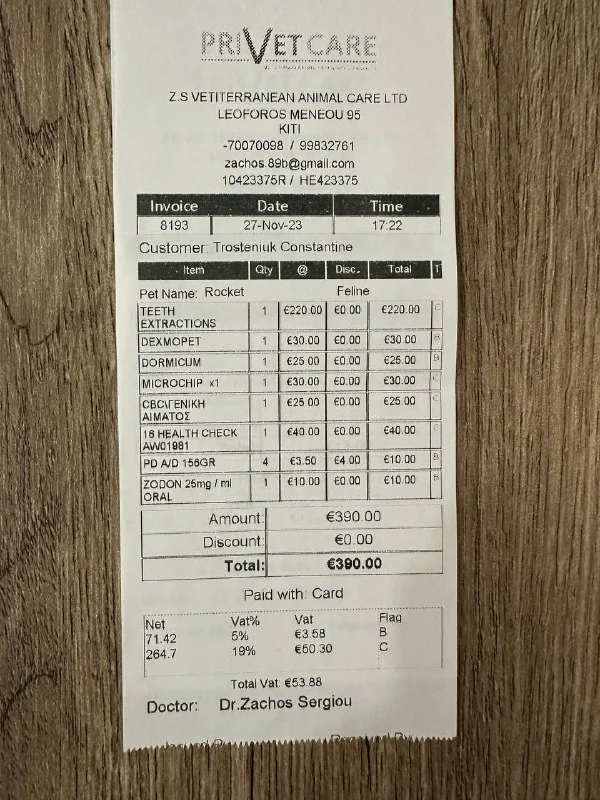 PRIVETCARE
Z.S VETITERRANEAN ANIMAL CARE LTD
LEOFOROS MENEOU 95
KITI
-70070098 / 99832761
zachos.89b@gmail.com
10423375R / HE423375
Invoice Date Time
8193 27-Nov-23 17:22
Customer: Trosteniuk Constantine
Item Qty @ Disc. Total T
Pet Name: Rocket Feline
TEETH EXTRACTIONS 1 €220.00 €0.00 €220.00 C
DEXMOPET 1 €30.00 €0.00 €30.00 B
DORMICUM 1 €25.00 €0.00 €25.00 B
MICROCHIP x1 1 €30.00 €0.00 €30.00 C
CBC\ΓΕΝΙΚΗ ΑΙΜΑΤΟΣ 1 €25.00 €0.00 €25.00 C
16 HEALTH CHECK AW01981 1 €40.00 €0.00 €40.00 C
PD A/D 156GR 4 €3.50 €4.00 €10.00 B
ZODON 25mg / ml ORAL 1 €10.00 €0.00 €10.00 B
Amount: €390.00
Discount: €0.00
Total: €390.00
Paid with: Card
Net Vat% Vat Flag
71.42 5% €3.58 B
264.7 19% €50.30 C
Total Vat: €53.88
Doctor: Dr.Zachos Sergiou